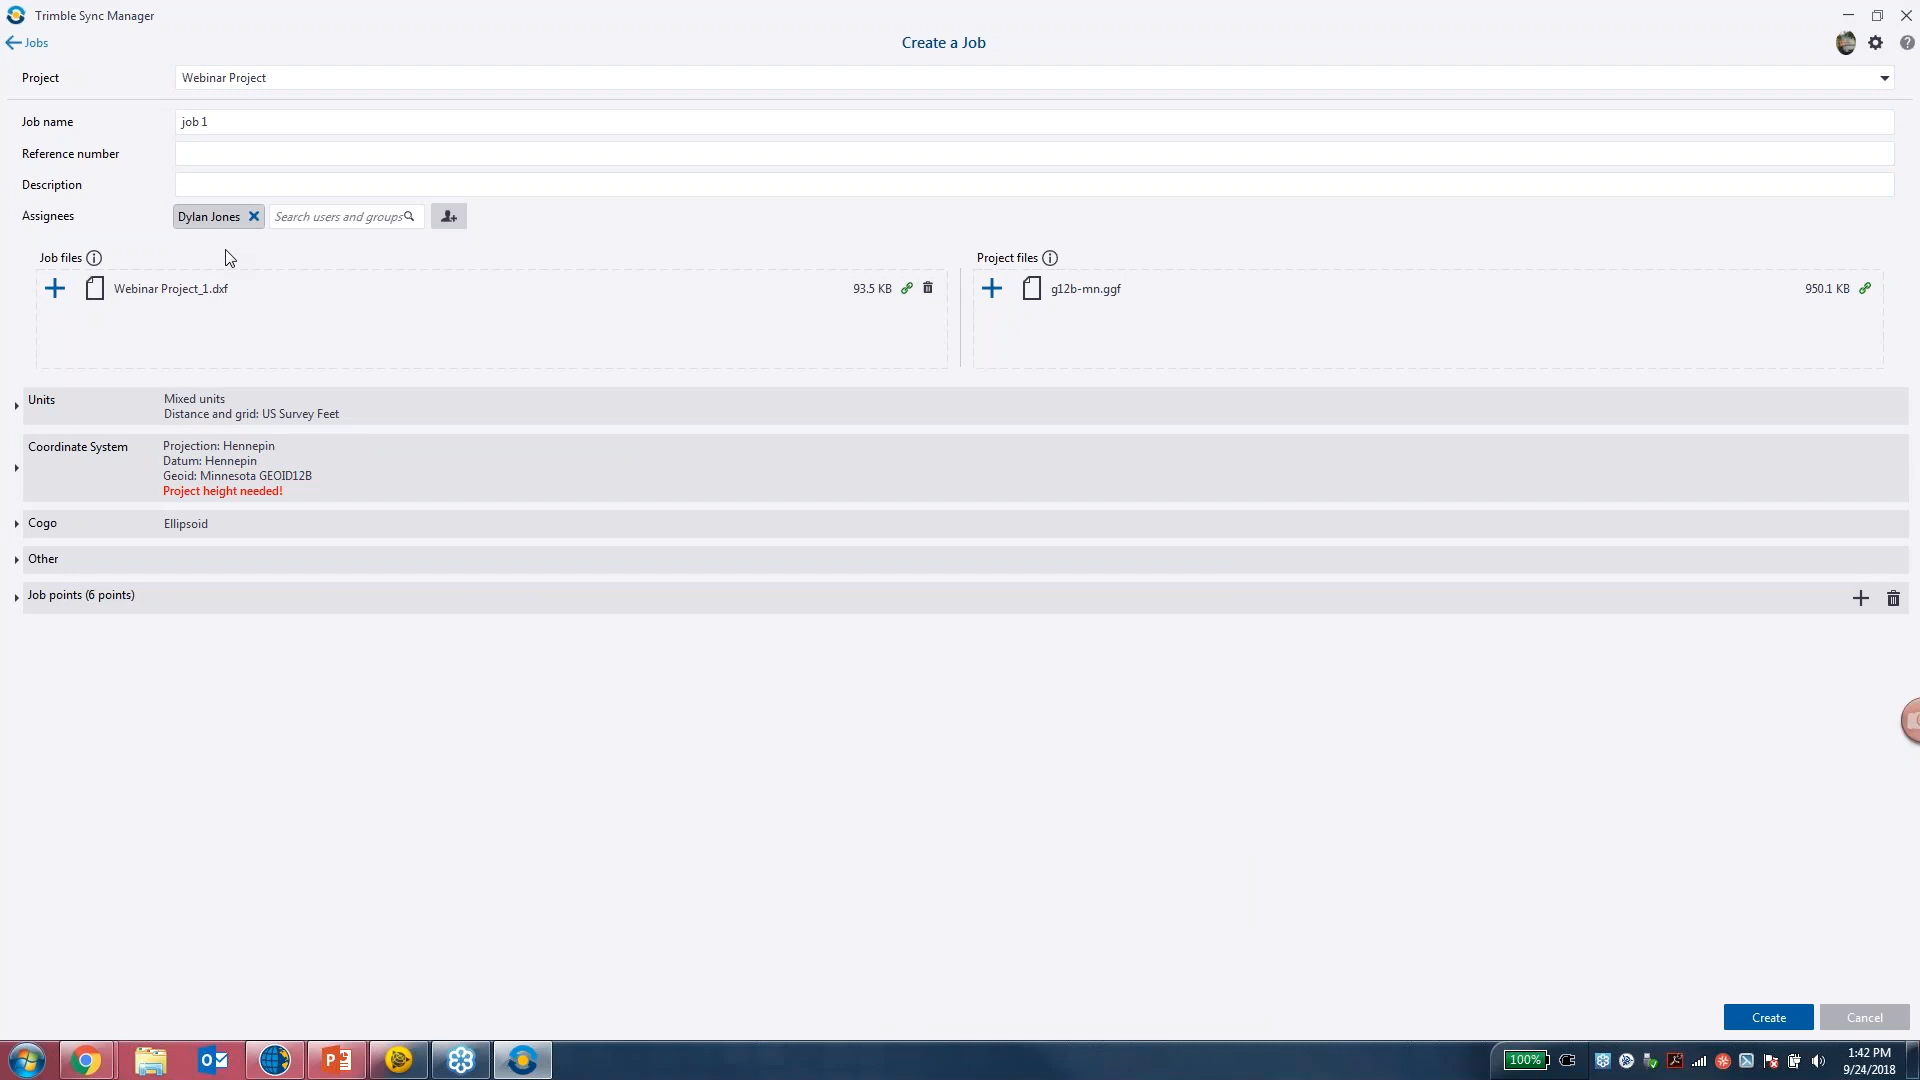 Trimble Sync Manager
Jobs
Create a Job
Project
Webinar Project
Job name
job 1
Reference number
Description
Assignees
Dylan Jones
Search users and groups
Job files
Project files
Webinar Project_1.dxf
93.5 KB
g12b-mn.ggf
950.1 KB
Units
Mixed units
Distance and grid: US Survey Feet
Coordinate System
Projection: Hennepin
Datum: Hennepin
Geoid: Minnesota GEOID12B
Project height needed!
Cogo
Ellipsoid
Other
Job points (6 points)
Create
Cancel
100%
1:42 PM
9/24/2018